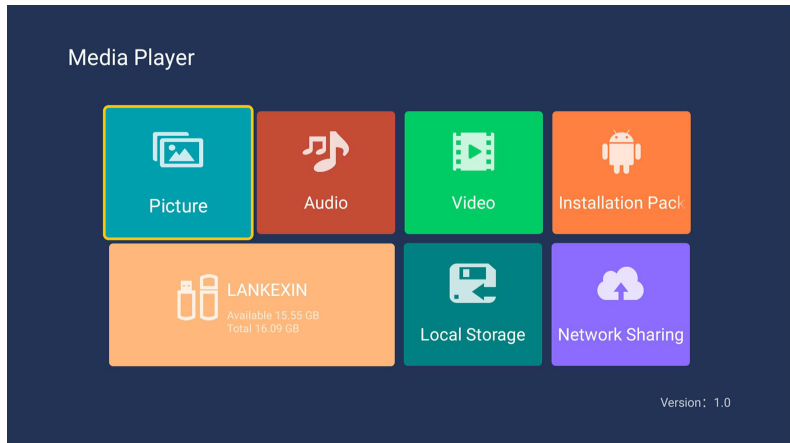 Media Player
Picture
Audio
Video
Installation Pack
LANKEXIN
Available 15.55 GB
Total 16.09 GB
Local Storage
Network Sharing
Version： 1.0